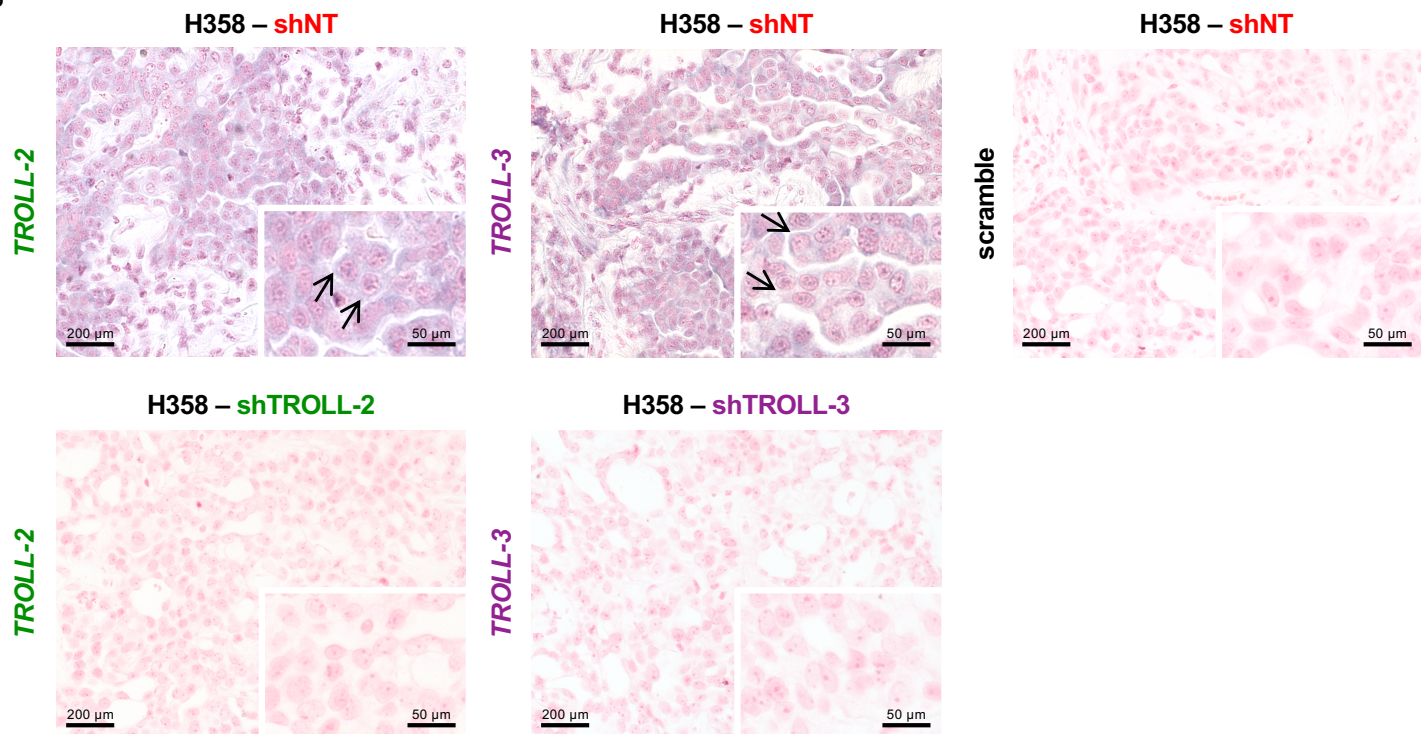 H358 – shNT
H358 – shNT
H358 – shNT
TROLL-2
TROLL-3
scramble
200 µm
50 µm
200 µm
50 µm
200 µm
50 µm
H358 – shTROLL-2
H358 – shTROLL-3
TROLL-2
TROLL-3
200 µm
50 µm
200 µm
50 µm